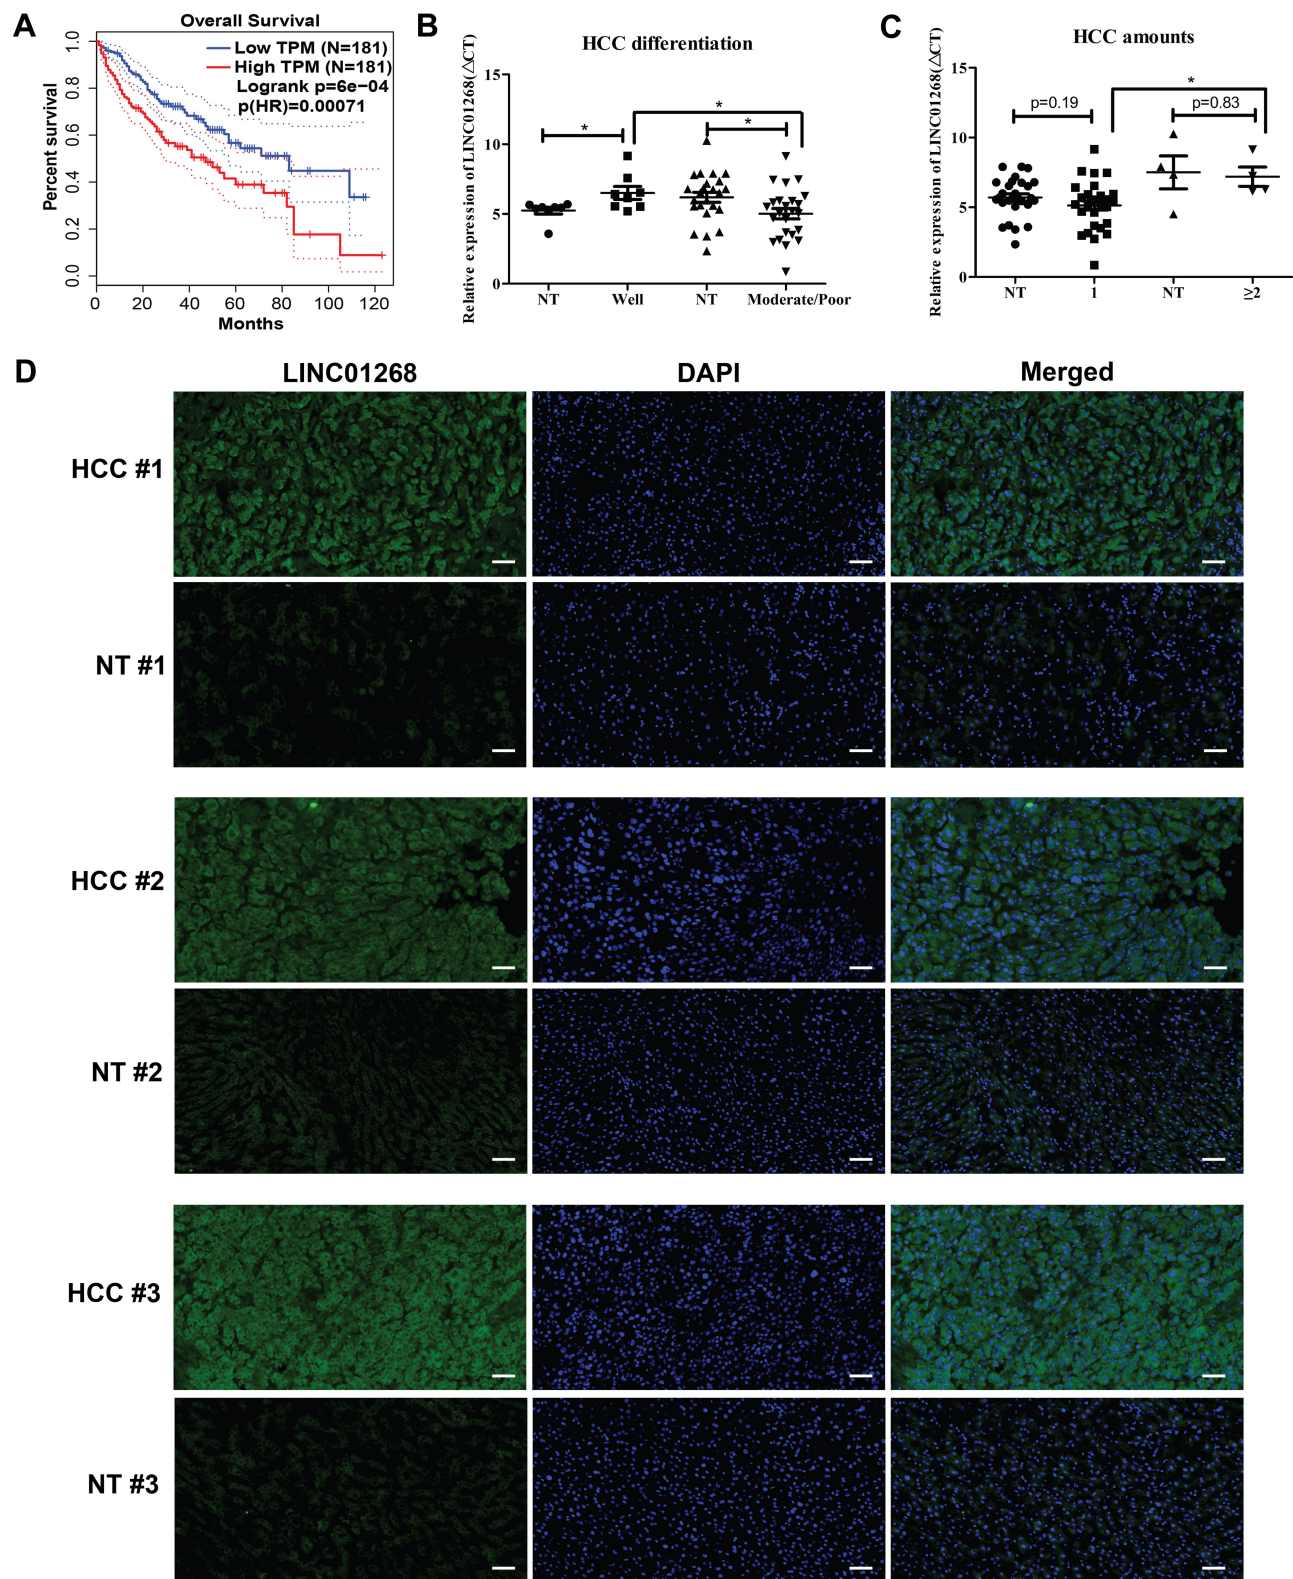 A
Overall Survival
Low TPM (N=181)
High TPM (N=181)
Logrank p=6e−04
p(HR)=0.00071
Percent survival
1.0
0.8
0.6
0.4
0.2
0.0
0 20 40 60 80 100 120
Months
B
HCC differentiation
Relative expression of LINC01268(△CT)
15
10
5
0
*
*
*
NT Well NT Moderate/Poor
C
HCC amounts
Relative expression of LINC01268(△CT)
15
10
5
0
p=0.19
*
p=0.83
NT 1 NT ≥2
D
LINC01268 DAPI Merged
HCC #1
NT #1
HCC #2
NT #2
HCC #3
NT #3